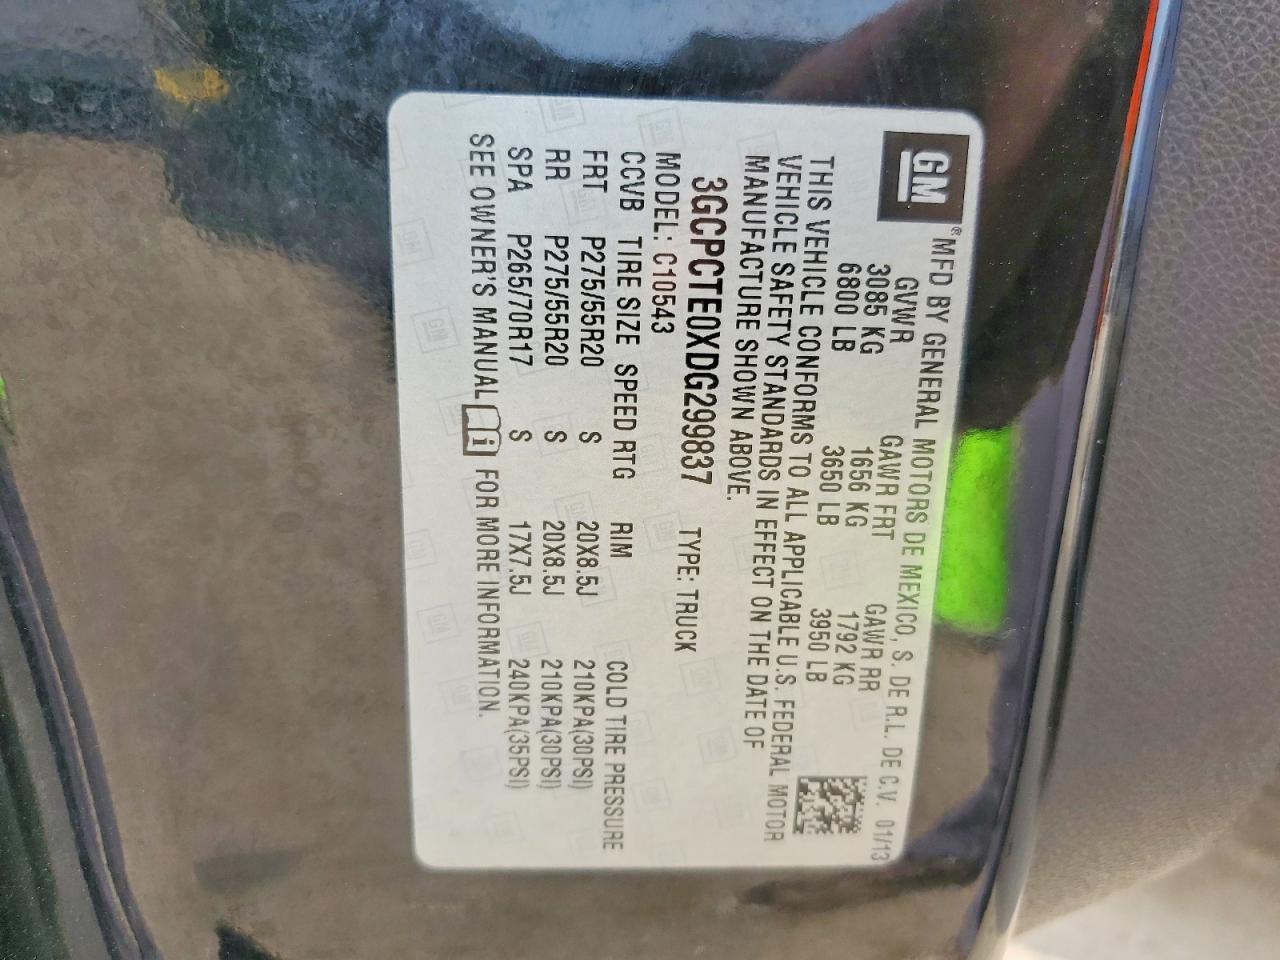 GM ® MFD BY GENERAL MOTORS DE MEXICO, S. DE R.L. DE C.V. 01/13
GVWR GAWR FRT GAWR RR
3085 KG 1656 KG 1792 KG
6800 LB 3650 LB 3950 LB
THIS VEHICLE CONFORMS TO ALL APPLICABLE U.S. FEDERAL MOTOR
VEHICLE SAFETY STANDARDS IN EFFECT ON THE DATE OF
MANUFACTURE SHOWN ABOVE.
3GCPCTE0XDG299837 TYPE: TRUCK
MODEL: C10543
CCVB TIRE SIZE SPEED RTG RIM COLD TIRE PRESSURE
FRT P275/55R20 S 20X8.5J 210KPA(30PSI)
RR P275/55R20 S 20X8.5J 210KPA(30PSI)
SPA P265/70R17 S 17X7.5J 240KPA(35PSI)
SEE OWNER'S MANUAL i FOR MORE INFORMATION.